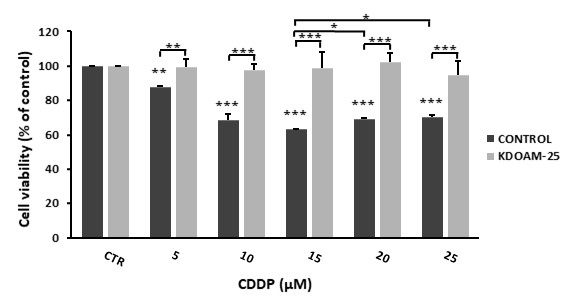 *
*
** *** *** *** ***
** *** *** *** ***
Cell viability (% of control)
120
100
80
60
40
20
0
CTR 5 10 15 20 25
CDDP (µM)
CONTROL
KDOAM-25